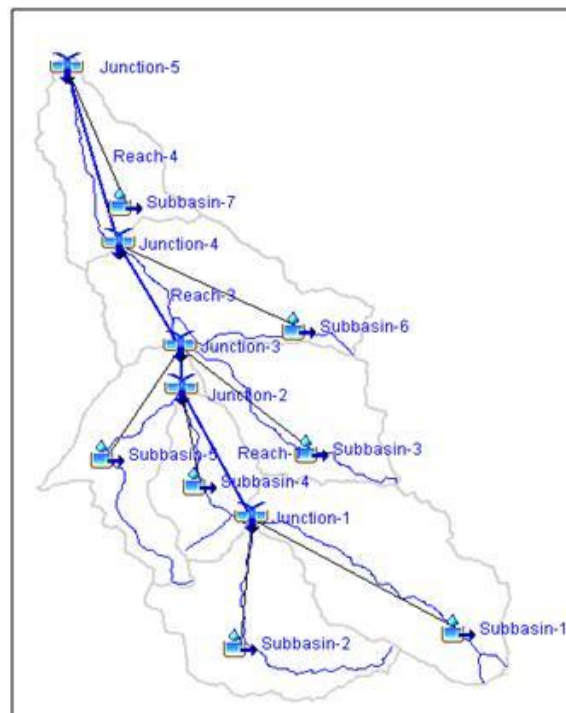 Junction-5
Reach-4
Subbasin-7
Junction-4
Reach-3
Subbasin-6
Junction-3
Junction-2
Subbasin-5
Reach-1
Subbasin-3
Subbasin-4
Junction-1
Subbasin-1
Subbasin-2